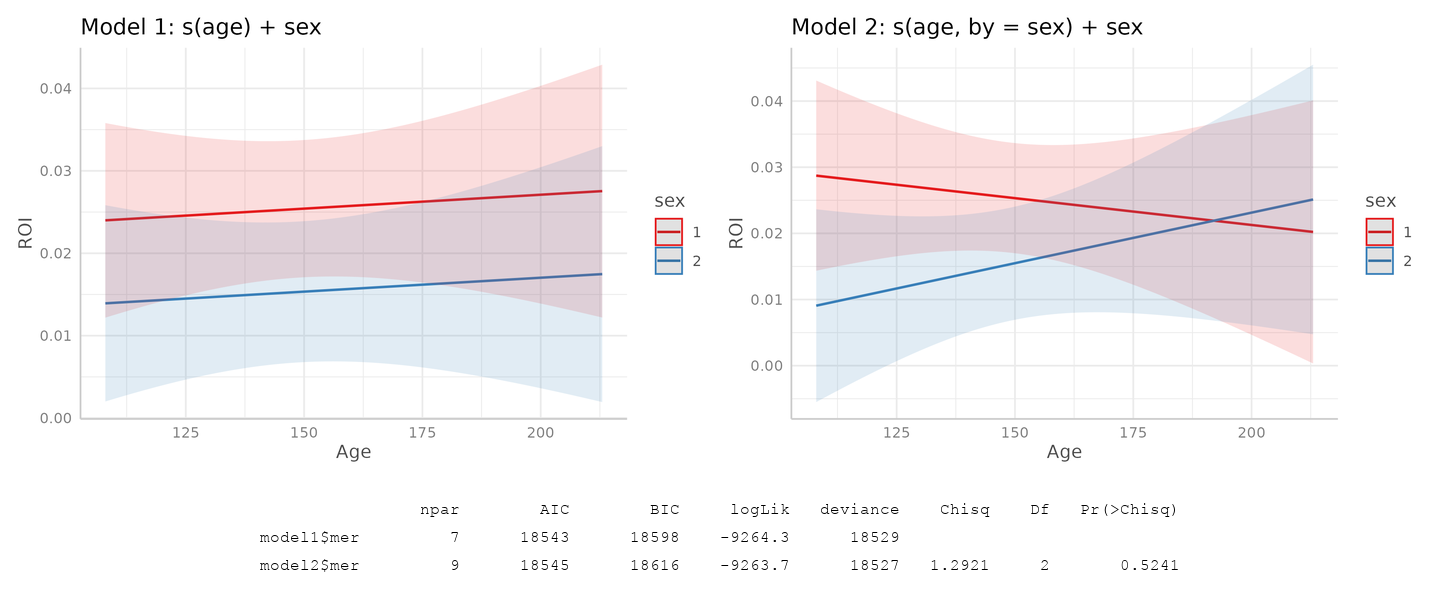 Model 1: s(age) + sex
0.04
0.03
0.02
0.01
0.00
ROI
125 150 175 200
Age
sex
1
2
Model 2: s(age, by = sex) + sex
0.04
0.03
0.02
0.01
0.00
ROI
125 150 175 200
Age
sex
1
2
npar AIC BIC logLik deviance Chisq Df Pr(>Chisq)
model1$mer 7 18543 18598 -9264.3 18529
model2$mer 9 18545 18616 -9263.7 18527 1.2921 2 0.5241